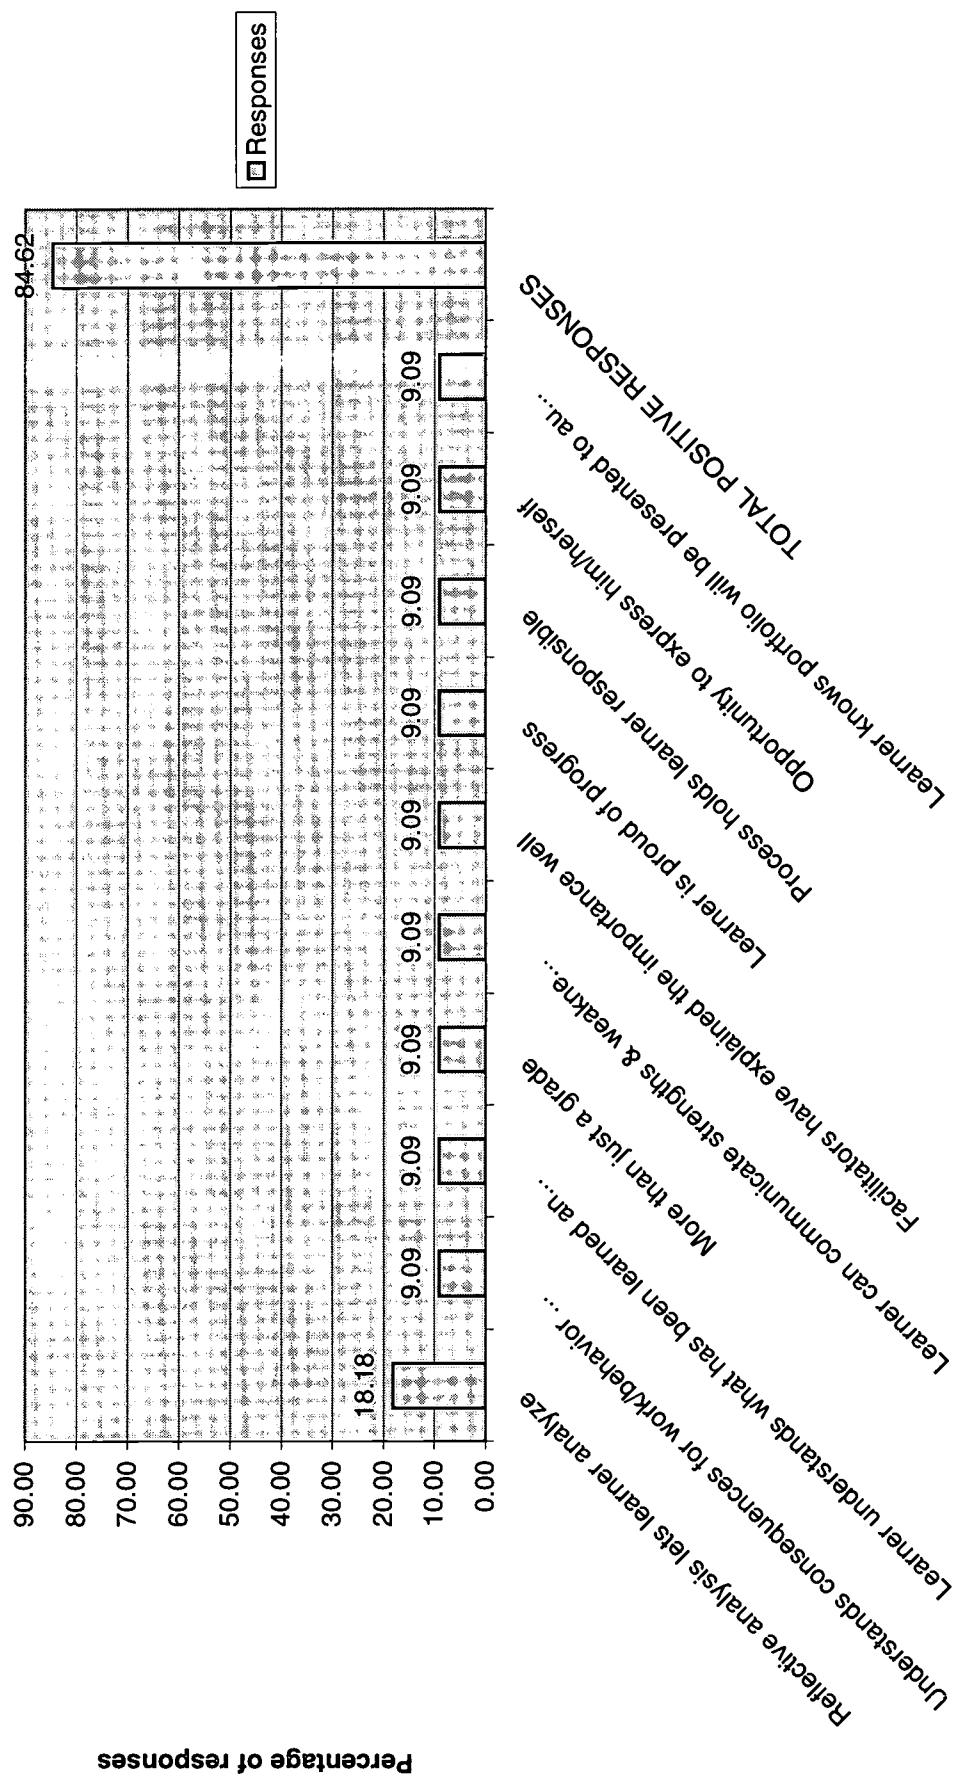 Percentage of responses
90.00
80.00
70.00
60.00
50.00
40.00
30.00
20.00
10.00
0.00
18.18
9.09
9.09
9.09
9.09
9.09
9.09
9.09
9.09
9.09
84.62
Reflective analysis lets learner analyze
Understands consequences for work/behavior ...
Learner understands what has been learned an...
More than just a grade
Learner can communicate strengths & weakne...
Facilitators have explained the importance well
Learner is proud of progress
Process holds learner responsible
Opportunity to express him/herself
Learner knows portfolio will be presented to au...
TOTAL POSITIVE RESPONSES
Responses